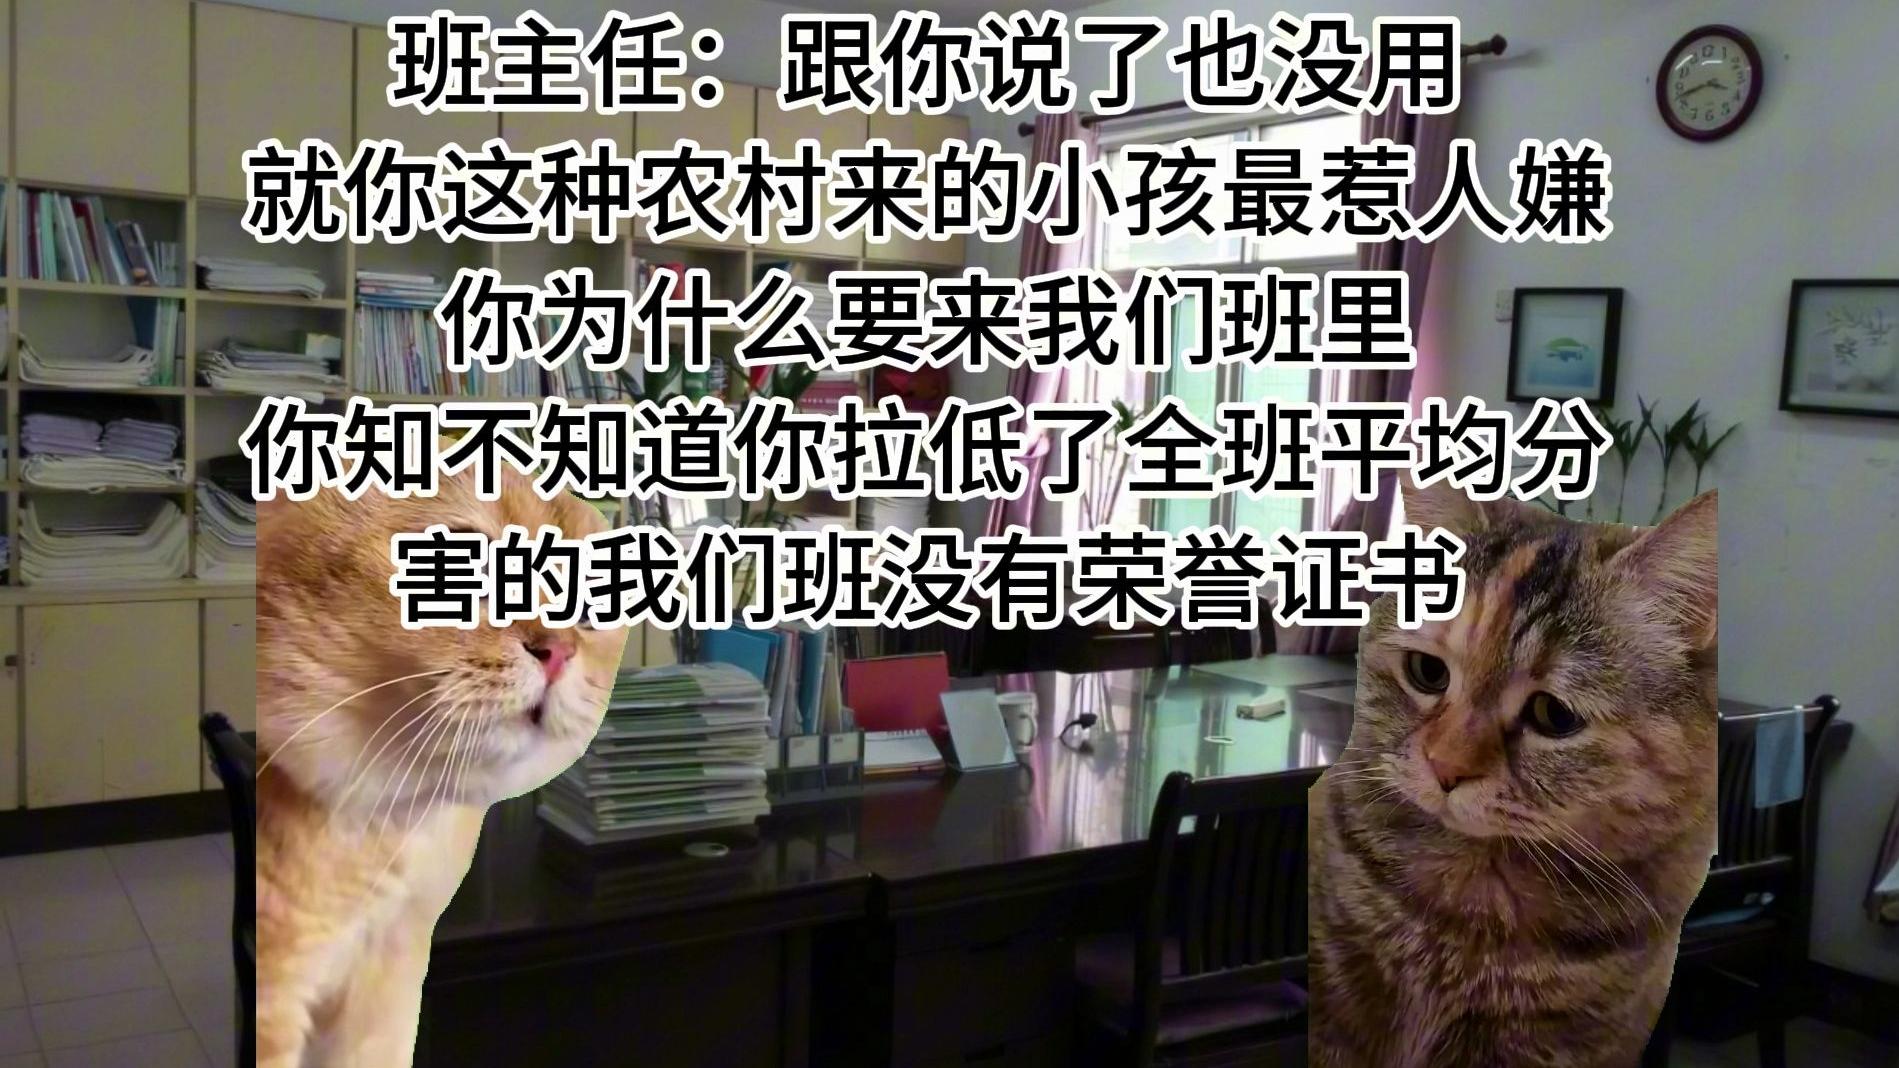 班主任：跟你说了也没用
就你这种农村来的小孩最惹人嫌
你为什么要来我们班里
你知不知道你拉低了全班平均分
害的我们班没有荣誉证书